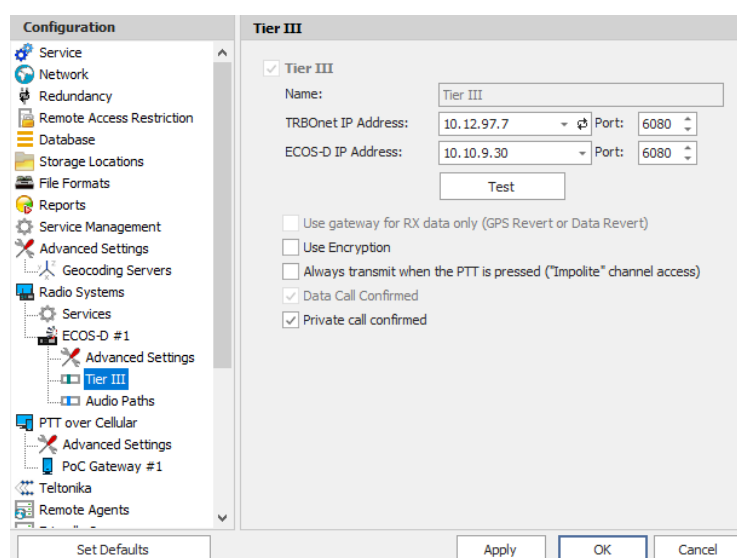 Configuration
Service
Network
Redundancy
Remote Access Restriction
Database
Storage Locations
File Formats
Reports
Service Management
Advanced Settings
Geocoding Servers
Radio Systems
Services
ECOS-D #1
Advanced Settings
Tier III
Audio Paths
PTT over Cellular
Advanced Settings
PoC Gateway #1
Teltonika
Remote Agents
Set Defaults
Tier III
Tier III
Name: Tier III
TRBOnet IP Address: 10.12.97.7 Port: 6080
ECOS-D IP Address: 10.10.9.30 Port: 6080
Test
Use gateway for RX data only (GPS Revert or Data Revert)
Use Encryption
Always transmit when the PTT is pressed ("Impolite" channel access)
Data Call Confirmed
Private call confirmed
Apply OK Cancel